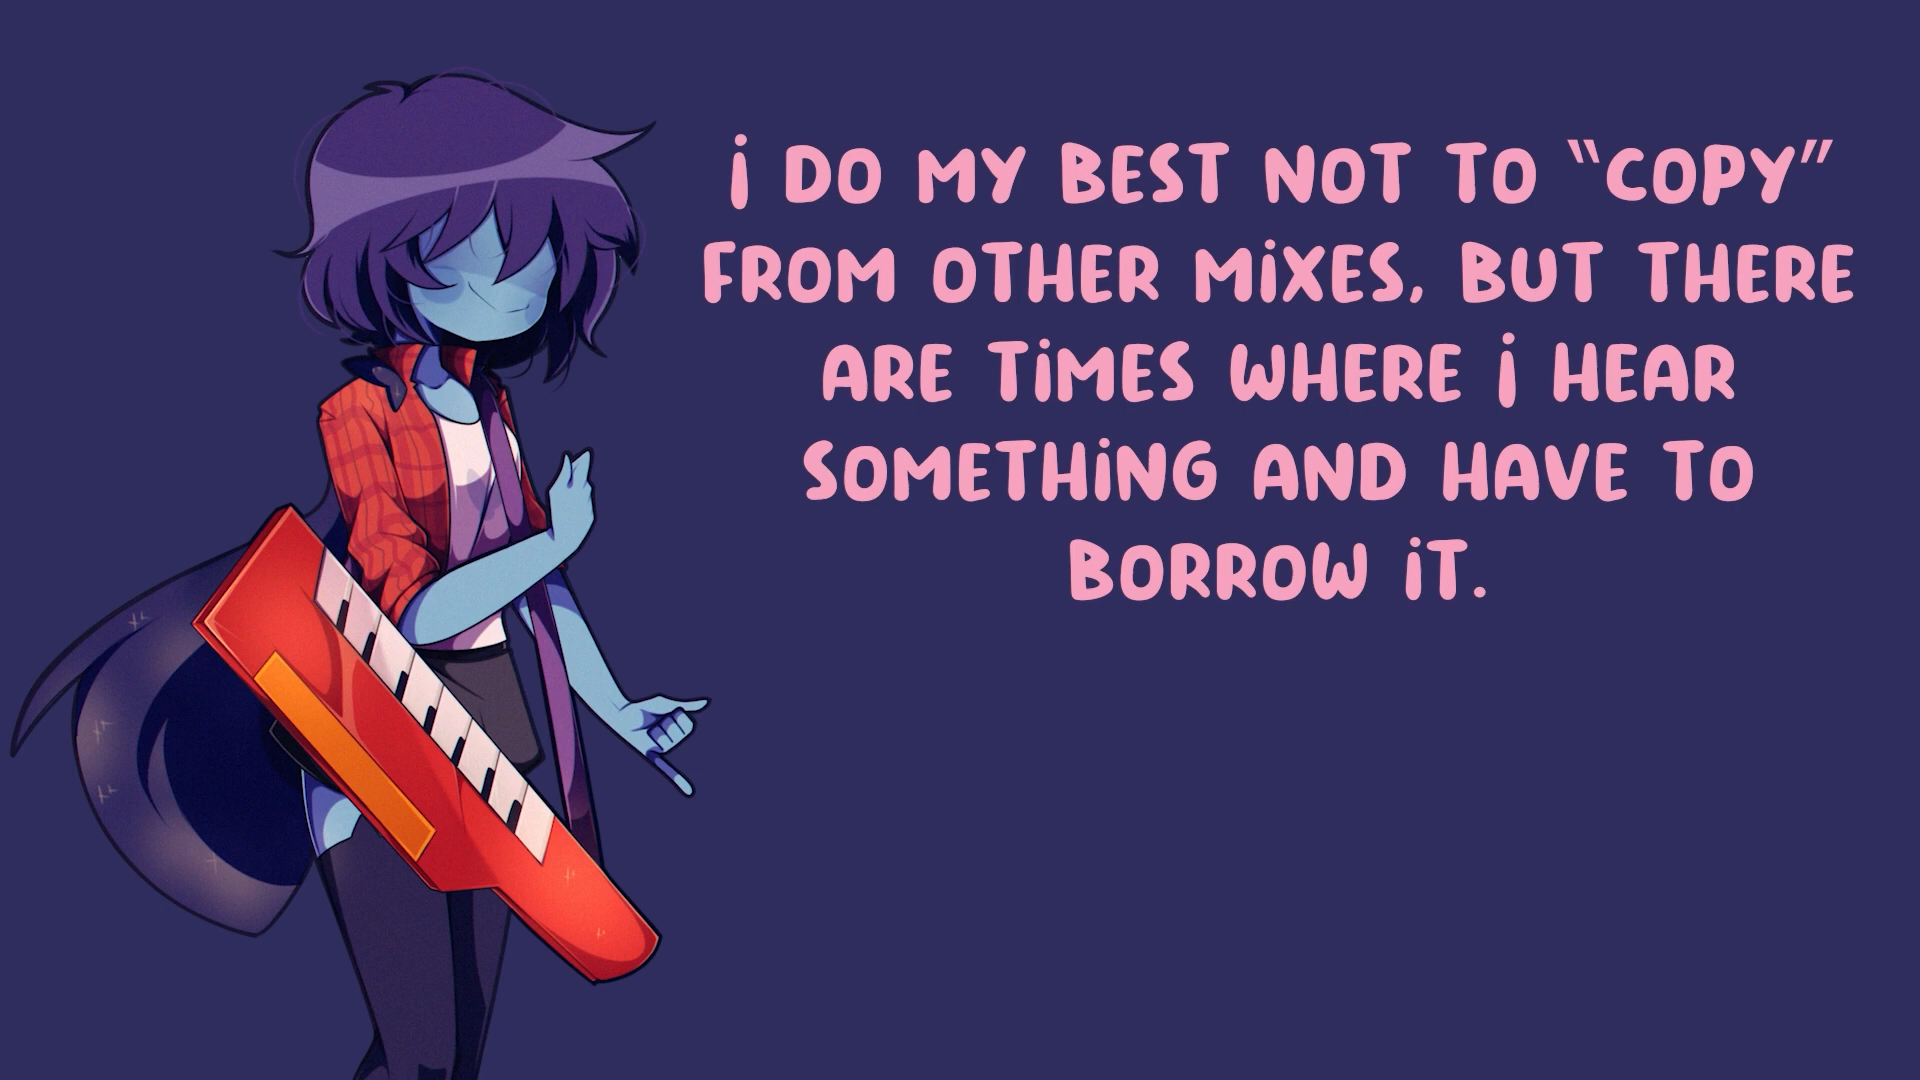 I DO MY BEST NOT TO “COPY”
FROM OTHER MIXES, BUT THERE
ARE TIMES WHERE I HEAR
SOMETHING AND HAVE TO
BORROW IT.